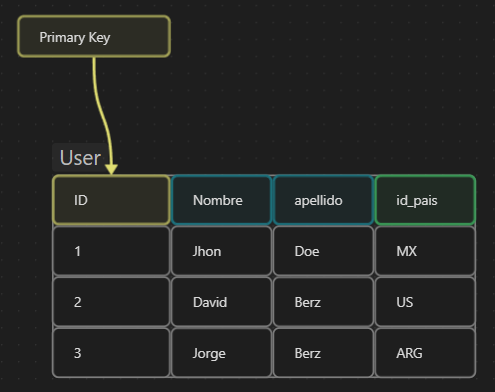 Primary Key
User
ID Nombre apellido id_pais
1 Jhon Doe MX
2 David Berz US
3 Jorge Berz ARG